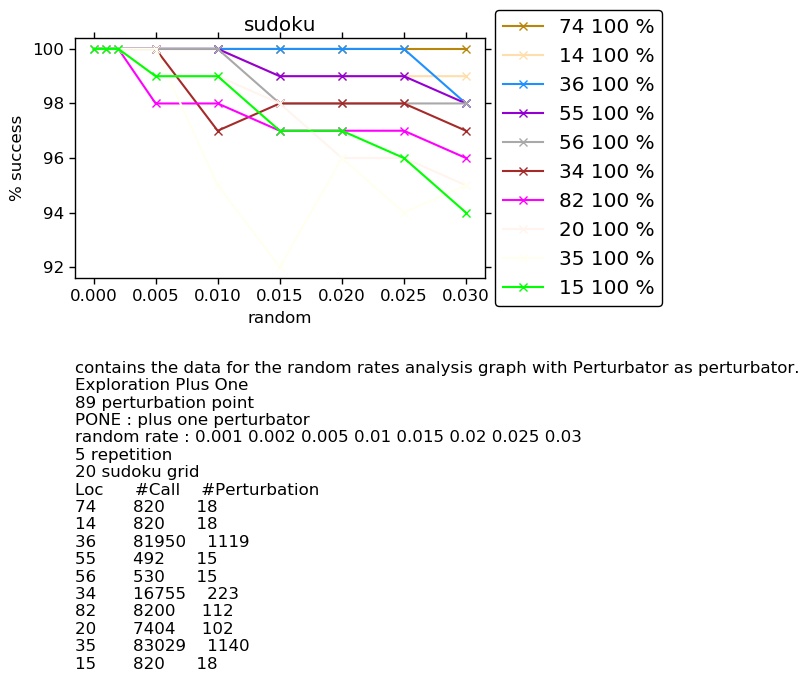 sudoku
100
98
96
94
92
% success
0.000 0.005 0.010 0.015 0.020 0.025 0.030
random
74 100 %
14 100 %
36 100 %
55 100 %
56 100 %
34 100 %
82 100 %
20 100 %
35 100 %
15 100 %
contains the data for the random rates analysis graph with Perturbator as perturbator.
Exploration Plus One
89 perturbation point
PONE : plus one perturbator
random rate : 0.001 0.002 0.005 0.01 0.015 0.02 0.025 0.03
5 repetition
20 sudoku grid
Loc #Call #Perturbation
74 820 18
14 820 18
36 81950 1119
55 492 15
56 530 15
34 16755 223
82 8200 112
20 7404 102
35 83029 1140
15 820 18